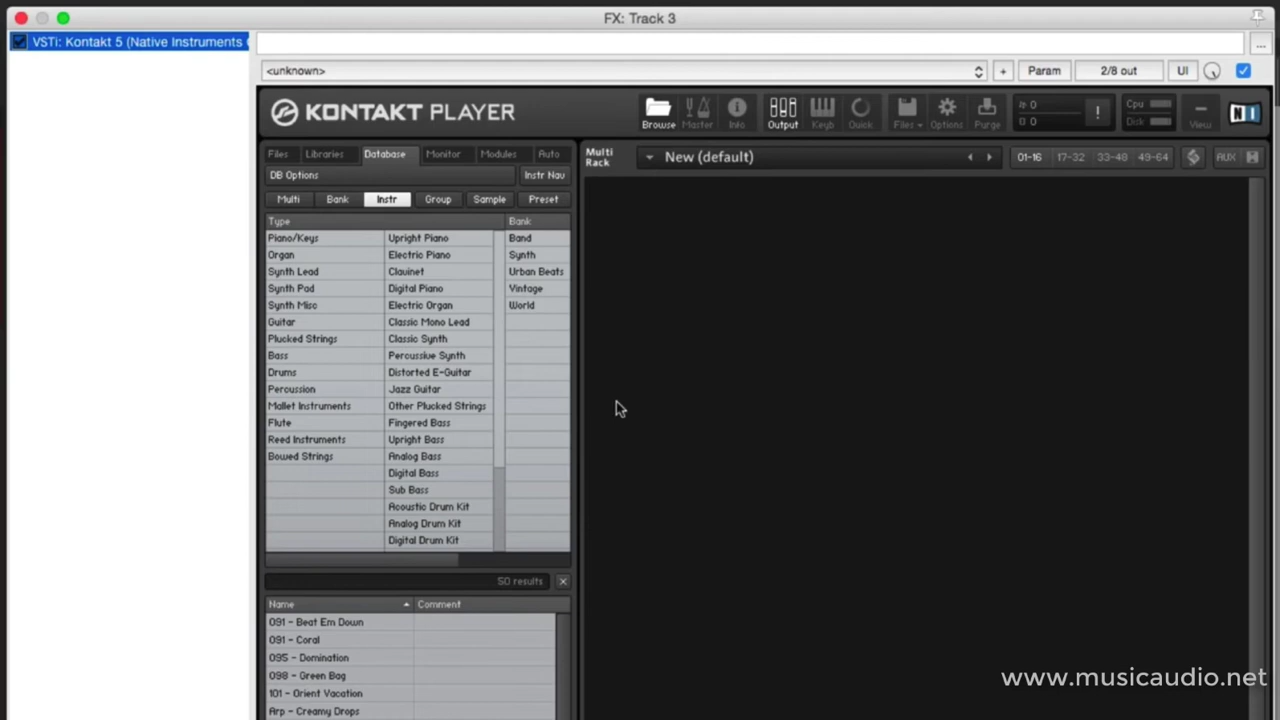 FX: Track 3
VSTi: Kontakt 5 (Native Instruments
...
<unknown>
+
Param
2/8 out
UI
KONTAKT PLAYER
Browse
Master
Info
Output
Keyb
Quick
Files
Options
Purge
0
0
!
Cpu
Disk
View
NI
Files
Libraries
Database
Monitor
Modules
Auto
Multi
Rack
New (default)
01-16
17-32
33-48
49-64
AUX
DB Options
Instr Nav
Multi
Bank
Instr
Group
Sample
Preset
Type
Bank
Piano/Keys
Upright Piano
Band
Organ
Electric Piano
Synth
Synth Lead
Clavinet
Urban Beats
Synth Pad
Digital Piano
Vintage
Synth Misc
Electric Organ
World
Guitar
Classic Mono Lead
Plucked Strings
Classic Synth
Bass
Percussive Synth
Drums
Distorted E-Guitar
Percussion
Jazz Guitar
Mallet Instruments
Other Plucked Strings
Flute
Fingered Bass
Reed Instruments
Upright Bass
Bowed Strings
Analog Bass
Digital Bass
Sub Bass
Acoustic Drum Kit
Analog Drum Kit
Digital Drum Kit
50 results
Name
Comment
091 - Beat Em Down
091 - Coral
095 - Domination
098 - Green Bag
101 - Orient Vacation
Arp - Creamy Drops
www.musicaudio.net